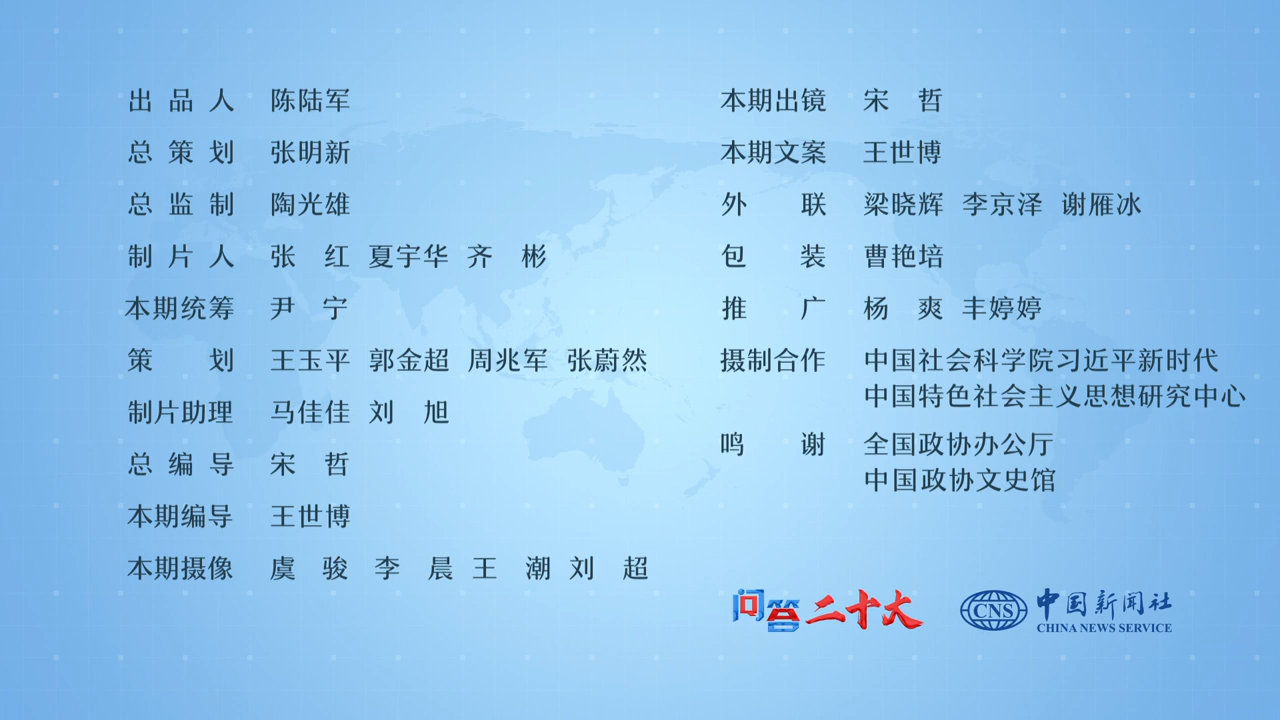 出品人 陈陆军
总策划 张明新
总监制 陶光雄
制片人 张红 夏宇华 齐彬
本期统筹 尹宁
策划 王玉平 郭金超 周兆军 张蔚然
制片助理 马佳佳 刘旭
总编导 宋哲
本期编导 王世博
本期摄像 虞骏 李晨 王潮 刘超
本期出镜 宋哲
本期文案 王世博
外联 梁晓辉 李京泽 谢雁冰
包装 曹艳培
推广 杨爽 丰婷婷
摄制合作 中国社会科学院习近平新时代
中国特色社会主义思想研究中心
鸣谢 全国政协办公厅
中国政协文史馆
问答二十大
CNS 中国新闻社
CHINA NEWS SERVICE